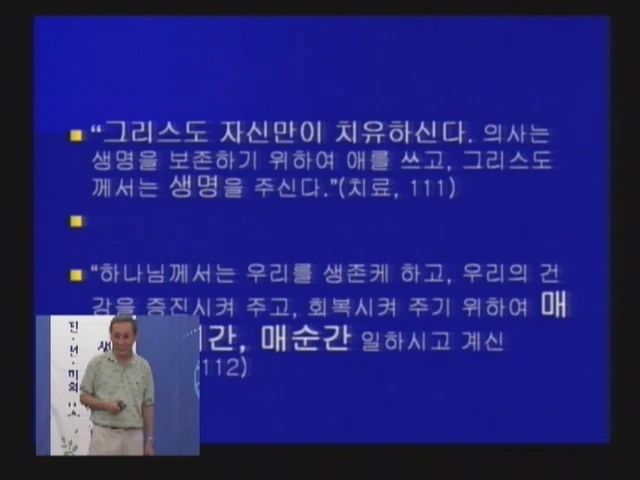 “그리스도 자신만이 치유하신다. 의사는
생명을 보존하기 위하여 애를 쓰고, 그리스도
께서는 생명을 주신다.”(치료, 111)
“하나님께서는 우리를 생존케 하고, 우리의 건
강을 증진시켜 주고, 회복시켜 주기 위하여 매
간, 매순간 일하시고 계신
112)
진·선·미의